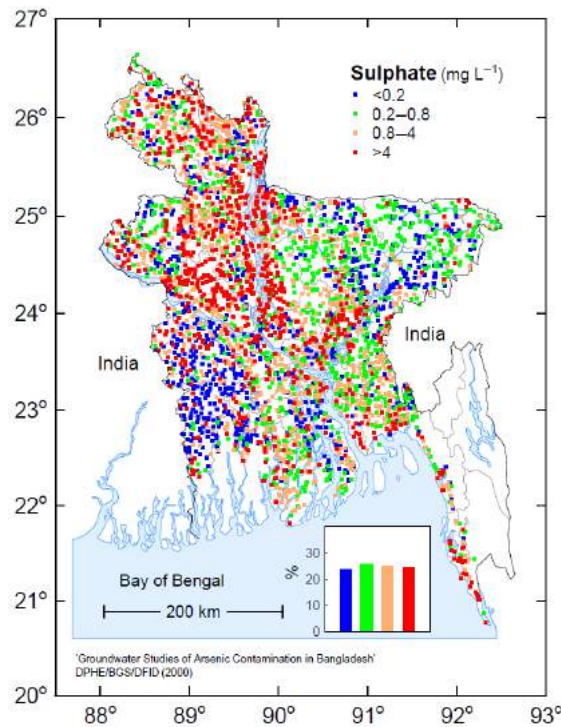 27°
26°
25°
24°
23°
22°
21°
20°
Sulphate (mg L⁻¹)
<0.2
0.2–0.8
0.8–4
>4
India
India
Bay of Bengal
200 km
%
30
20
10
0
'Groundwater Studies of Arsenic Contamination in Bangladesh'
DPHE/BGS/DFID (2000)
88° 89° 90° 91° 92° 93°